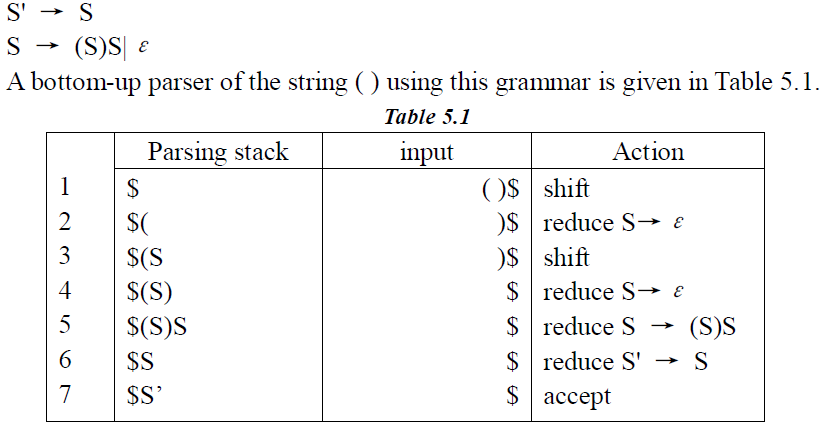 S' → S
S → (S)S| ε
A bottom-up parser of the string ( ) using this grammar is given in Table 5.1.
Table 5.1
Parsing stack input Action
1 $ ( )$ shift
2 $( )$ reduce S→ ε
3 $(S )$ shift
4 $(S) $ reduce S→ ε
5 $(S)S $ reduce S → (S)S
6 $S $ reduce S' → S
7 $S’ $ accept